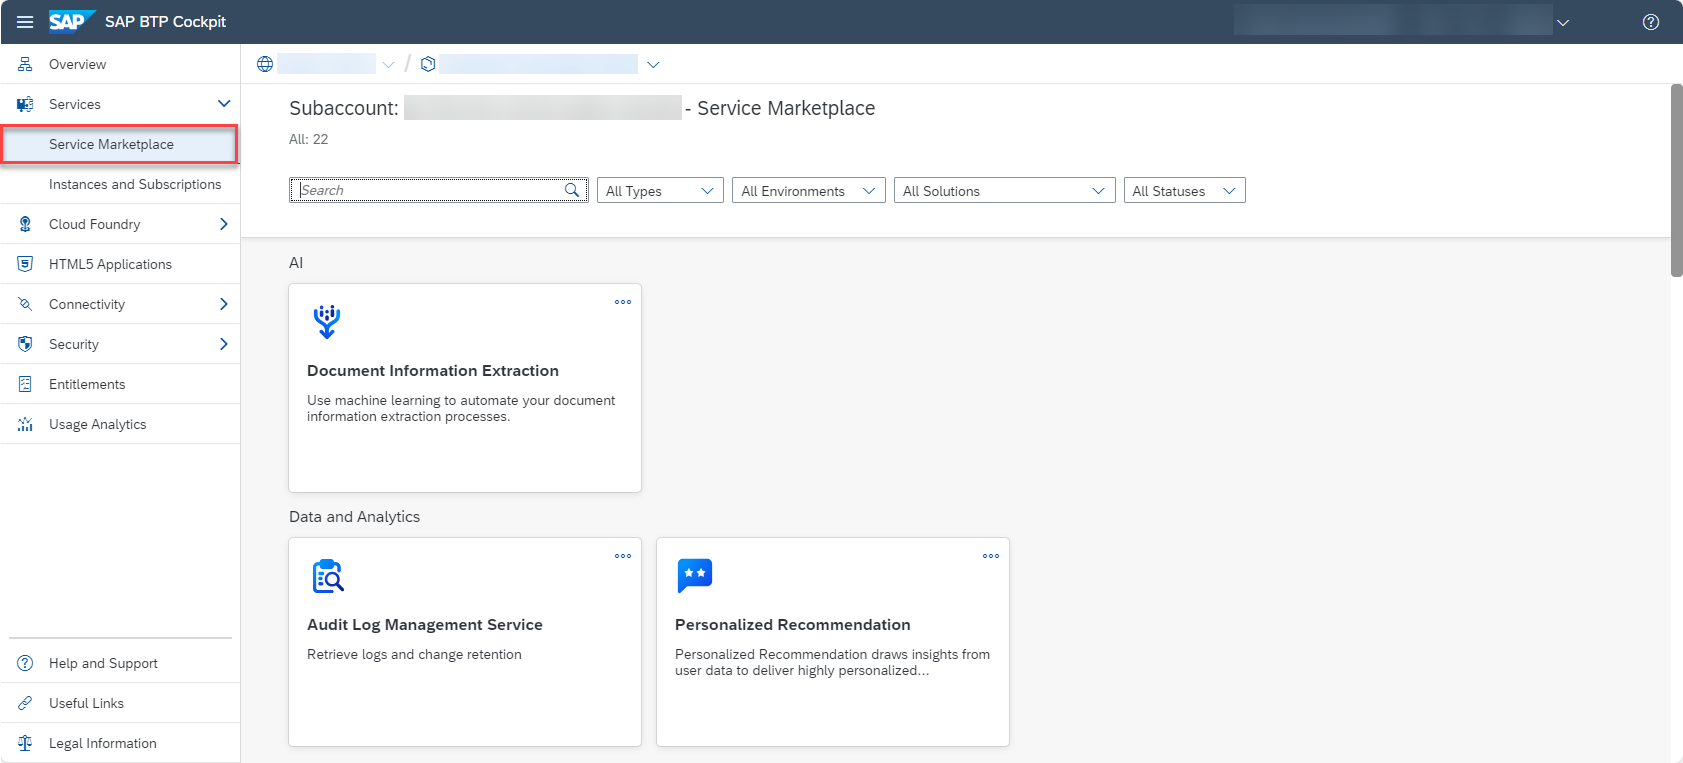 SAP SAP BTP Cockpit
Overview
Services
Service Marketplace
Instances and Subscriptions
Cloud Foundry
HTML5 Applications
Connectivity
Security
Entitlements
Usage Analytics
Help and Support
Useful Links
Legal Information
/
Subaccount: - Service Marketplace
All: 22
Search
All Types
All Environments
All Solutions
All Statuses
AI
Document Information Extraction
Use machine learning to automate your document
information extraction processes.
Data and Analytics
Audit Log Management Service
Retrieve logs and change retention
Personalized Recommendation
Personalized Recommendation draws insights from
user data to deliver highly personalized...